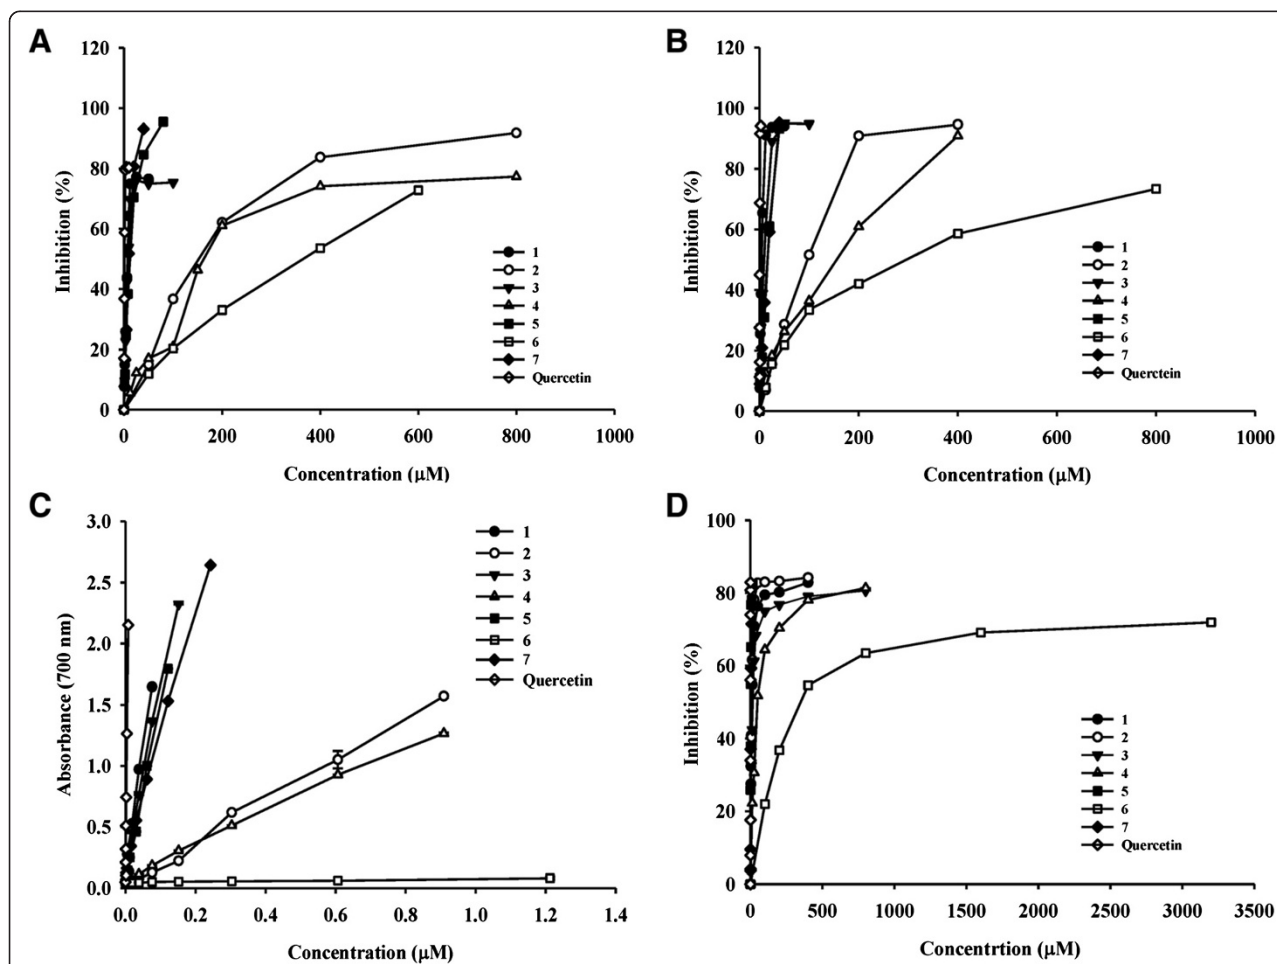 A
120
100
80
60
40
20
0
Inhibition (%)
0 200 400 600 800 1000
Concentration (µM)
1
2
3
4
5
6
7
Quercetin
B
120
100
80
60
40
20
0
Inhibition (%)
0 200 400 600 800 1000
Concentration (µM)
1
2
3
4
5
6
7
Querctein
C
3.0
2.5
2.0
1.5
1.0
0.5
0.0
Absorbance (700 nm)
0.0 0.2 0.4 0.6 0.8 1.0 1.2 1.4
Concentration (µM)
1
2
3
4
5
6
7
Quercetin
D
100
80
60
40
20
0
Inhibition (%)
0 500 1000 1500 2000 2500 3000 3500
Concentrtion (µM)
1
2
3
4
5
6
7
Quercetin